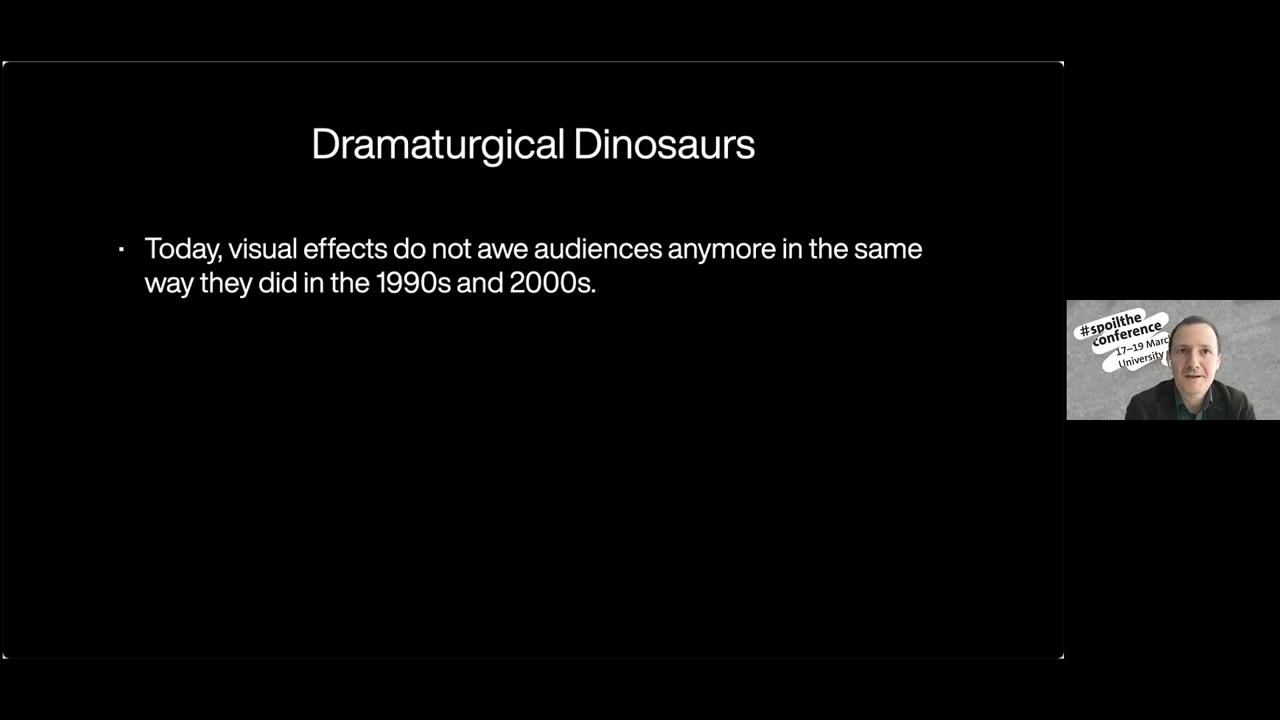 Dramaturgical Dinosaurs
· Today, visual effects do not awe audiences anymore in the same
way they did in the 1990s and 2000s.
#spoilthe
conference
17–19 Marc
University